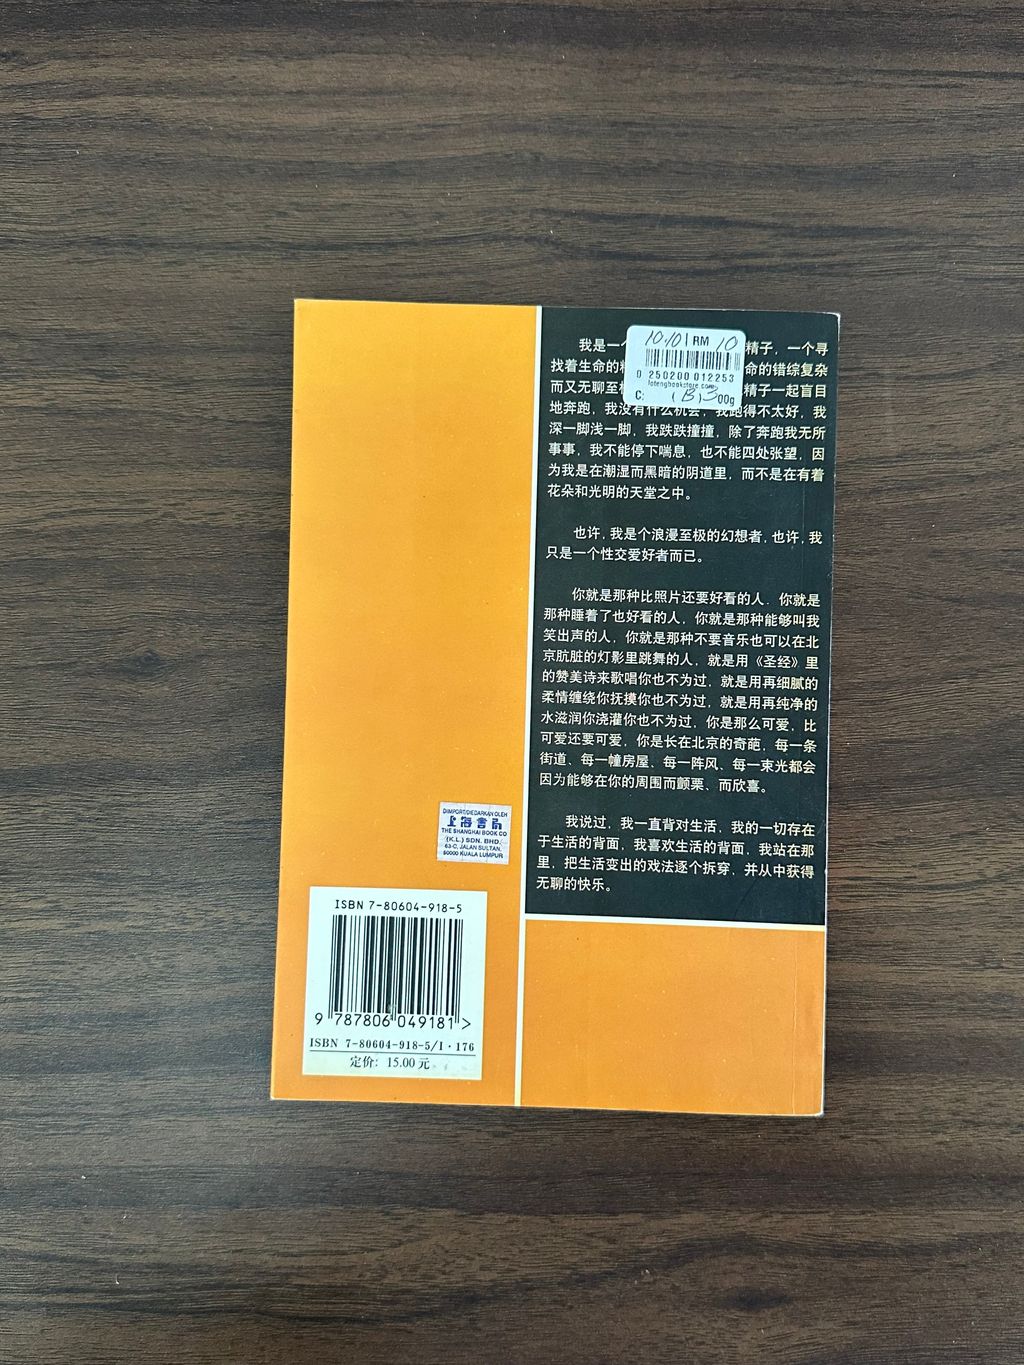 10.10 RM 10
0 250200 012253
lotengbookstore.com
C: (B) 300g
我是一个 精子，一个寻
找着生命的 命的错综复杂
而又无聊至 精子一起盲目
地奔跑，我没有什么机会，我跑得不太好，我
深一脚浅一脚，我跌跌撞撞，除了奔跑我无所
事事，我不能停下喘息，也不能四处张望，因
为我是在潮湿而黑暗的阴道里，而不是在有着
花朵和光明的天堂之中。
也许，我是个浪漫至极的幻想者，也许，我
只是一个性交爱好者而已。
你就是那种比照片还要好看的人，你就是
那种睡着了也好看的人，你就是那种能够叫我
笑出声的人，你就是那种不要音乐也可以在北
京肮脏的灯影里跳舞的人，就是用《圣经》里
的赞美诗来歌唱你也不为过，就是用再细腻的
柔情缠绕你抚摸你也不为过，就是用再纯净的
水滋润你浇灌你也不为过，你是那么可爱，比
可爱还要可爱，你是长在北京的奇葩，每一条
街道、每一幢房屋、每一阵风、每一束光都会
因为能够在你的周围而颤栗、而欣喜。
我说过，我一直背对生活，我的一切存在
于生活的背面，我喜欢生活的背面，我站在那
里，把生活变出的戏法逐个拆穿、并从中获得
无聊的快乐。
DIIMPORT/DIEDARKAN OLEH
上海書局
THE SHANGHAI BOOK CO
(K.L.) SDN. BHD.
63-C, JALAN SULTAN,
50000 KUALA LUMPUR
ISBN 7-80604-918-5
9 787806 049181 >
ISBN 7-80604-918-5/I·176
定价：15.00 元